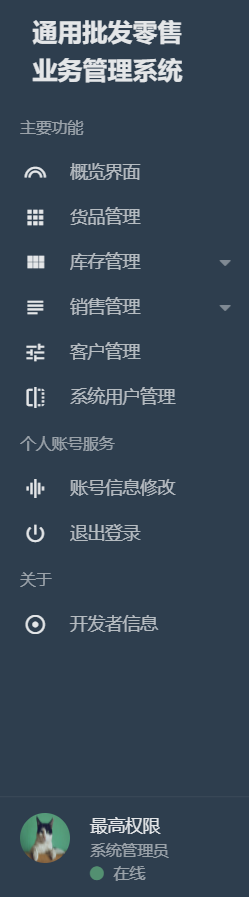 通用批发零售
业务管理系统
主要功能
概览界面
货品管理
库存管理
销售管理
客户管理
系统用户管理
个人账号服务
账号信息修改
退出登录
关于
开发者信息
最高权限
系统管理员
在线